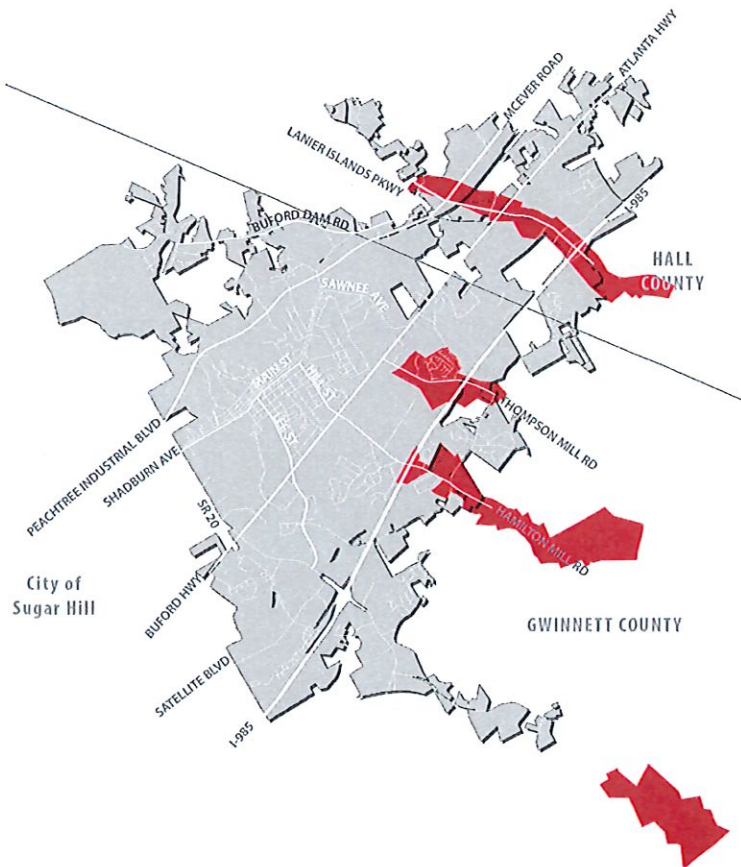 ATLANTA HWY
MCEVER ROAD
LANIER ISLANDS PKWY
I-985
BUFORD DAM RD
HALL
COUNTY
SAWNEE AVE
MAIN ST
HILL ST
LEE ST
THOMPSON MILL RD
PEACHTREE INDUSTRIAL BLVD
SHADBURN AVE
SR 20
HAMILTON MILL RD
BUFORD HWY
City of
Sugar Hill
GWINNETT COUNTY
SATELLITE BLVD
I-985